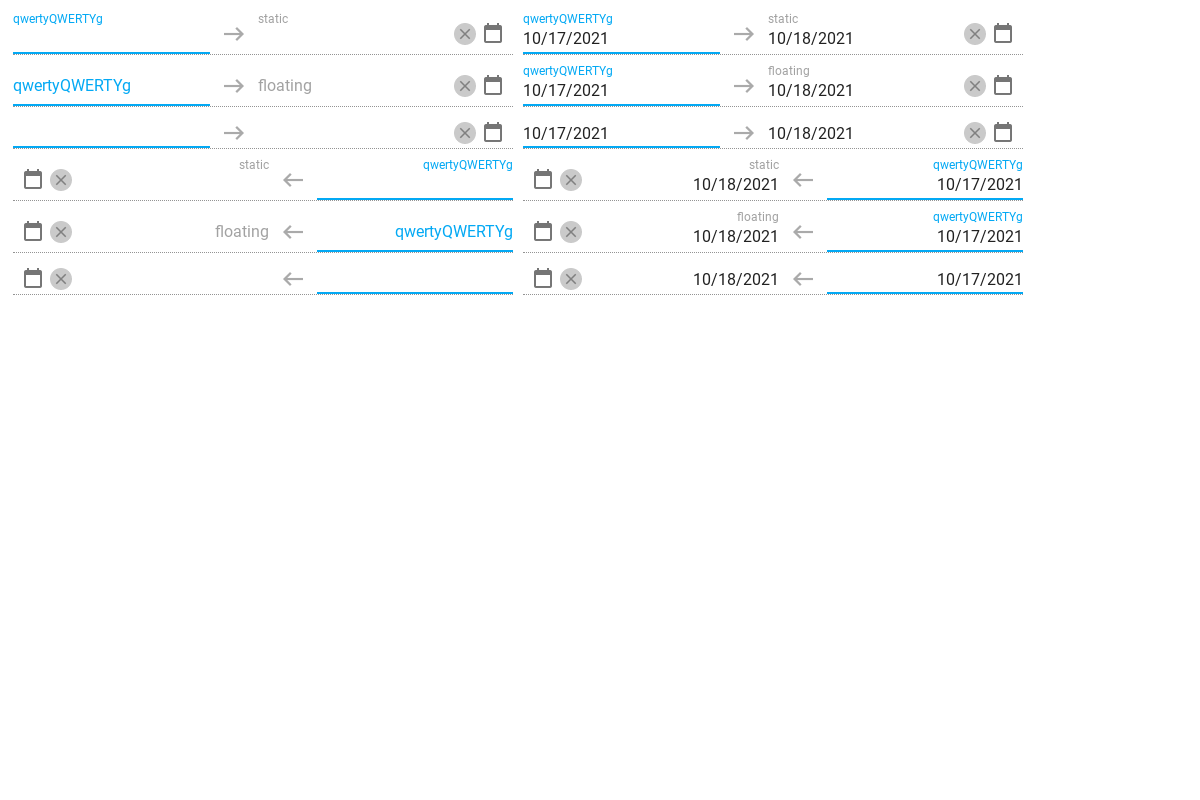 qwertyQWERTYg static qwertyQWERTYg static
10/17/2021 10/18/2021
qwertyQWERTYg floating qwertyQWERTYg floating
10/17/2021 10/18/2021
10/17/2021 10/18/2021
static qwertyQWERTYg static qwertyQWERTYg
10/18/2021 10/17/2021
floating qwertyQWERTYg floating qwertyQWERTYg
10/18/2021 10/17/2021
10/18/2021 10/17/2021